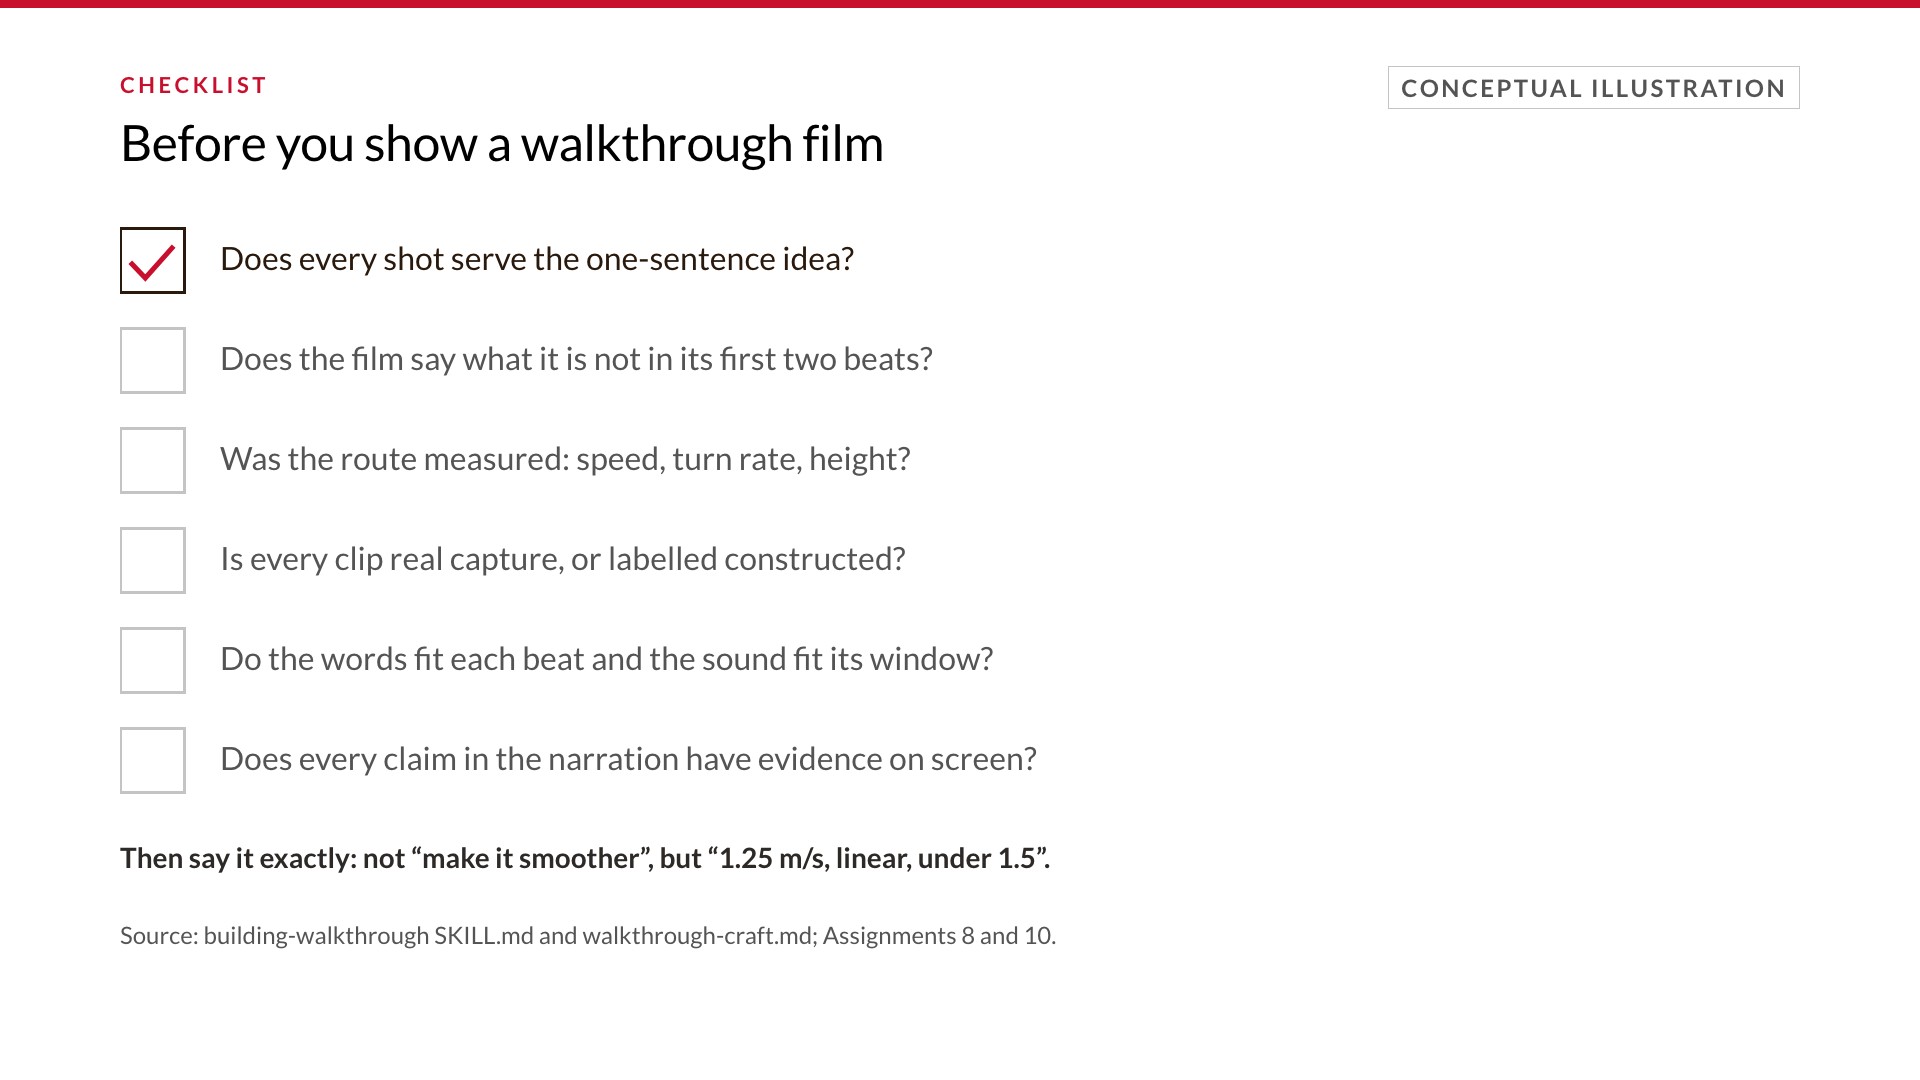 CHECKLIST
CONCEPTUAL ILLUSTRATION
Before you show a walkthrough film
Does every shot serve the one-sentence idea?
Does the film say what it is not in its first two beats?
Was the route measured: speed, turn rate, height?
Is every clip real capture, or labelled constructed?
Do the words fit each beat and the sound fit its window?
Does every claim in the narration have evidence on screen?
Then say it exactly: not “make it smoother”, but “1.25 m/s, linear, under 1.5”.
Source: building-walkthrough SKILL.md and walkthrough-craft.md; Assignments 8 and 10.